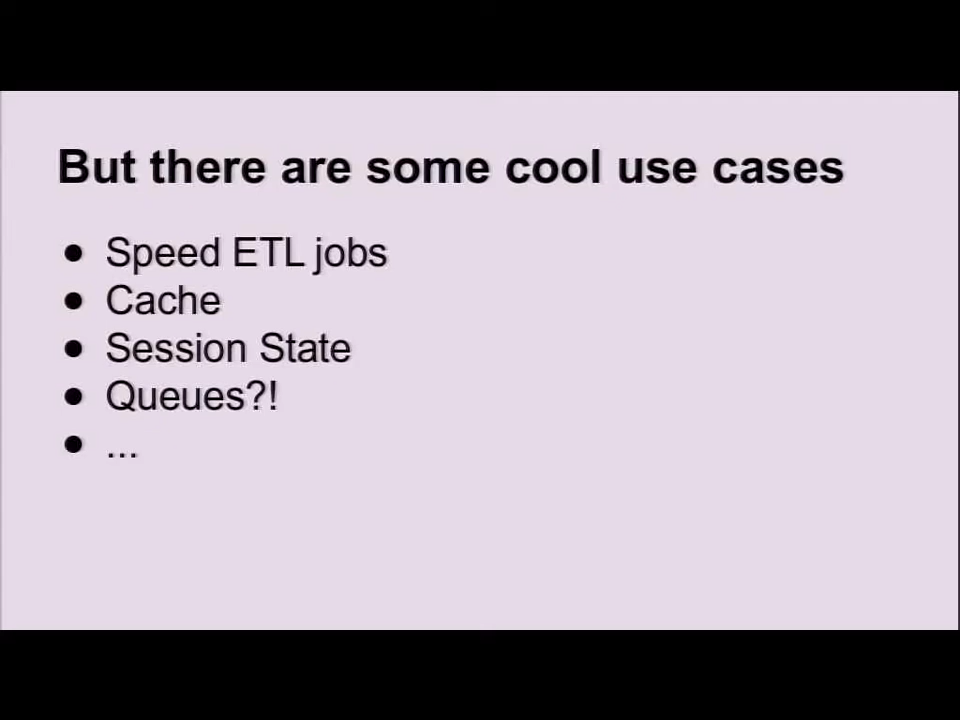 But there are some cool use cases
● Speed ETL jobs
● Cache
● Session State
● Queues?!
● ...